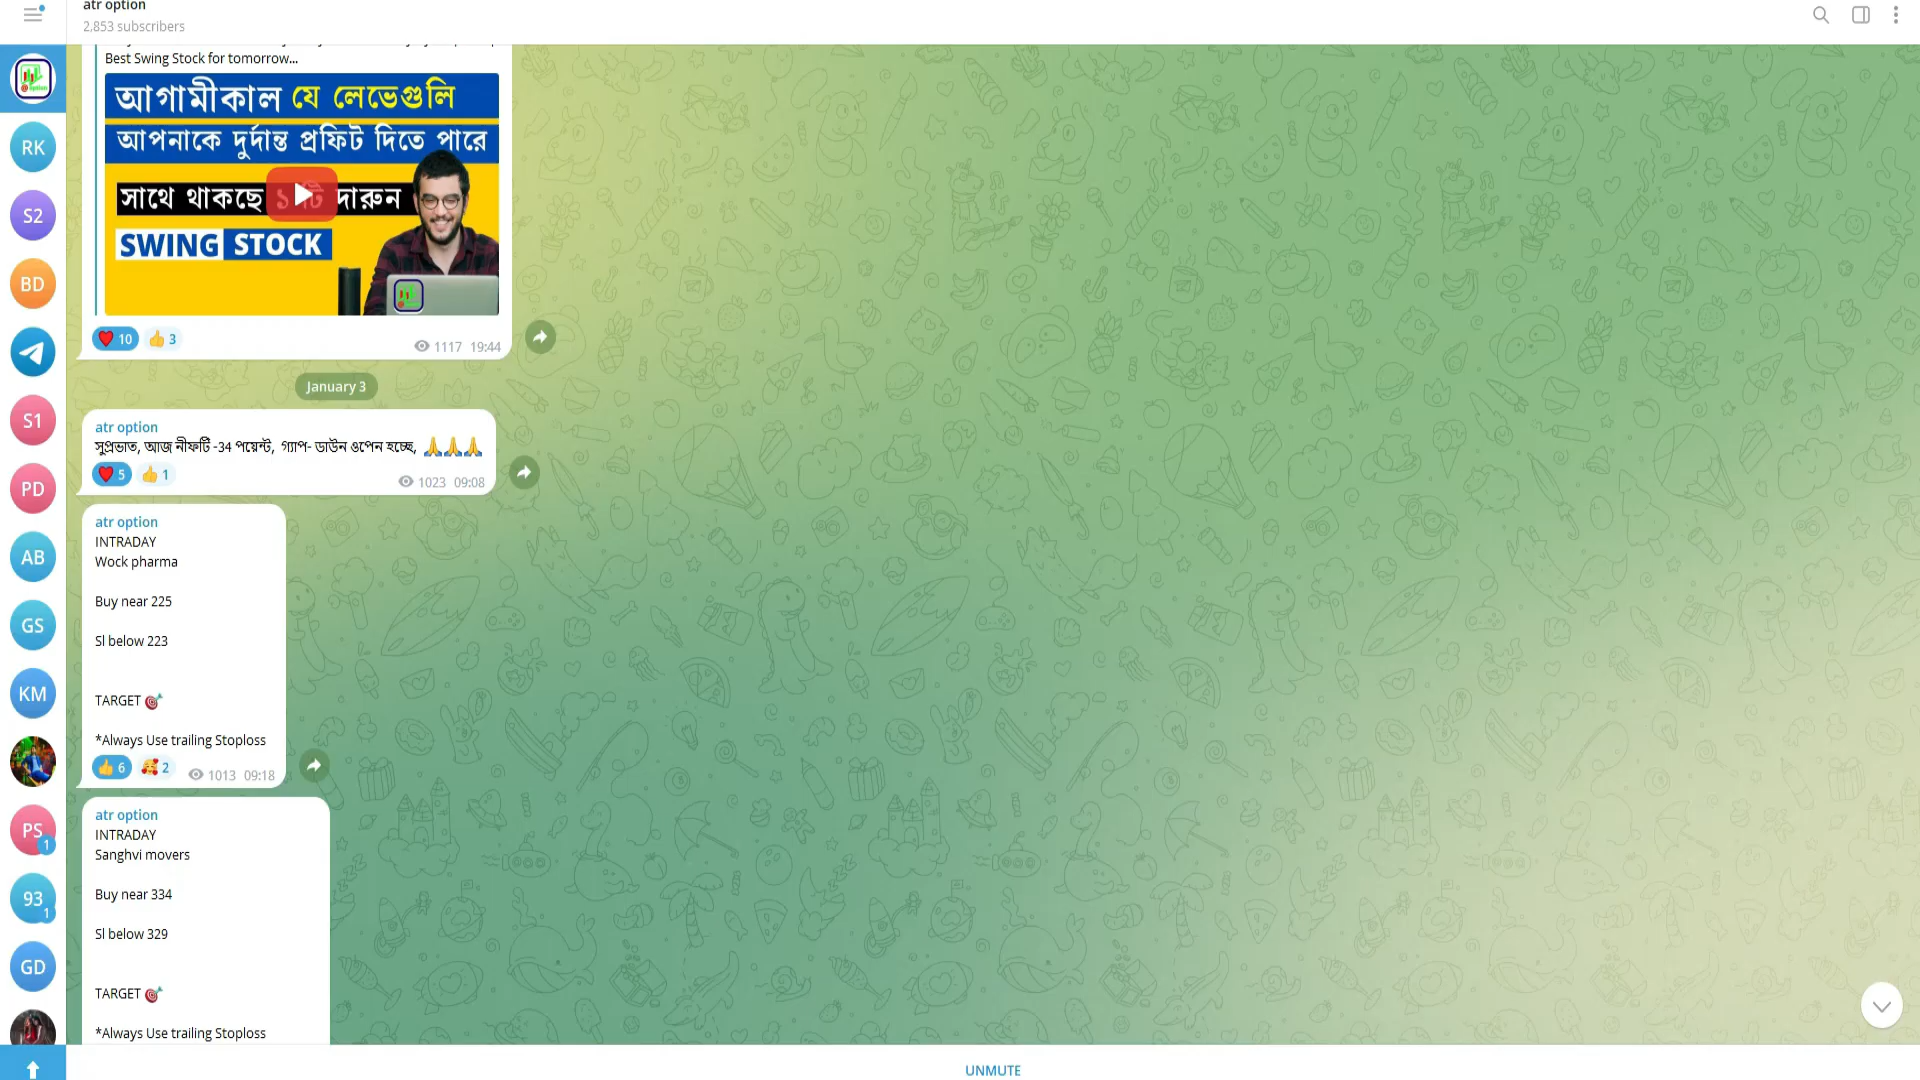 atr option
2,853 subscribers
Best Swing Stock for tomorrow...
আগামীকাল যে লেভেগুলি
আপনাকে দুর্দান্ত প্রফিট দিতে পারে
সাথে থাকছে ১টি দারুন
SWING STOCK
10 3
1117 19:44
January 3
atr option
সুপ্রভাত, আজ নীফটি -34 পয়েন্ট, গ্যাপ- ডাউন ওপেন হচ্ছে, 🙏🙏🙏
5 1
1023 09:08
atr option
INTRADAY
Wock pharma
Buy near 225
Sl below 223
TARGET 🎯
*Always Use trailing Stoploss
6 2
1013 09:18
atr option
INTRADAY
Sanghvi movers
Buy near 334
Sl below 329
TARGET 🎯
*Always Use trailing Stoploss
RK
S2
BD
S1
PD
AB
GS
KM
PS
1
93
1
GD
UNMUTE